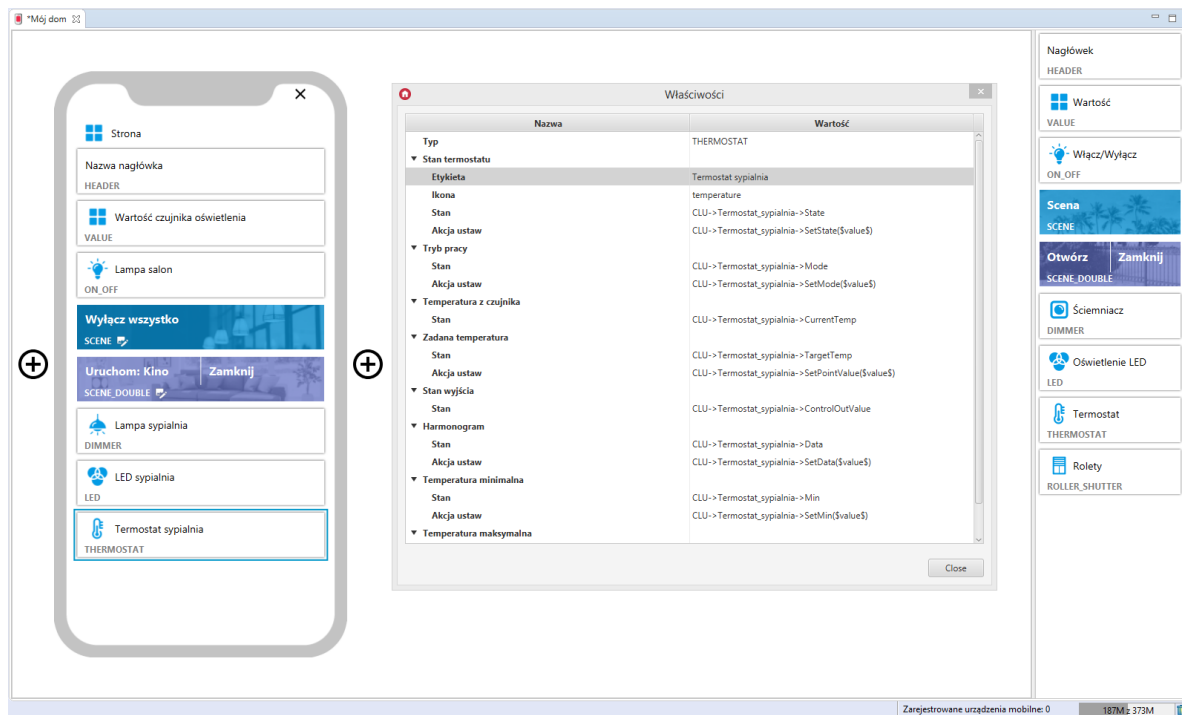 *Mój dom
Strona
Nazwa nagłówka
HEADER
Wartość czujnika oświetlenia
VALUE
Lampa salon
ON_OFF
Wyłącz wszystko
SCENE
Uruchom: Kino Zamknij
SCENE_DOUBLE
Lampa sypialnia
DIMMER
LED sypialnia
LED
Termostat sypialnia
THERMOSTAT
Właściwości
Nazwa Wartość
Typ THERMOSTAT
Stan termostatu
Etykieta Termostat sypialnia
Ikona temperature
Stan CLU->Termostat_sypialnia->State
Akcja ustaw CLU->Termostat_sypialnia->SetState($value$)
Tryb pracy
Stan CLU->Termostat_sypialnia->Mode
Akcja ustaw CLU->Termostat_sypialnia->SetMode($value$)
Temperatura z czujnika
Stan CLU->Termostat_sypialnia->CurrentTemp
Zadana temperatura
Stan CLU->Termostat_sypialnia->TargetTemp
Akcja ustaw CLU->Termostat_sypialnia->SetPointValue($value$)
Stan wyjścia
Stan CLU->Termostat_sypialnia->ControlOutValue
Harmonogram
Stan CLU->Termostat_sypialnia->Data
Akcja ustaw CLU->Termostat_sypialnia->SetData($value$)
Temperatura minimalna
Stan CLU->Termostat_sypialnia->Min
Akcja ustaw CLU->Termostat_sypialnia->SetMin($value$)
Temperatura maksymalna
Close
Nagłówek
HEADER
Wartość
VALUE
Włącz/Wyłącz
ON_OFF
Scena
SCENE
Otwórz Zamknij
SCENE_DOUBLE
Ściemniacz
DIMMER
Oświetlenie LED
LED
Termostat
THERMOSTAT
Rolety
ROLLER_SHUTTER
Zarejestrowane urządzenia mobilne: 0 187M z 373M